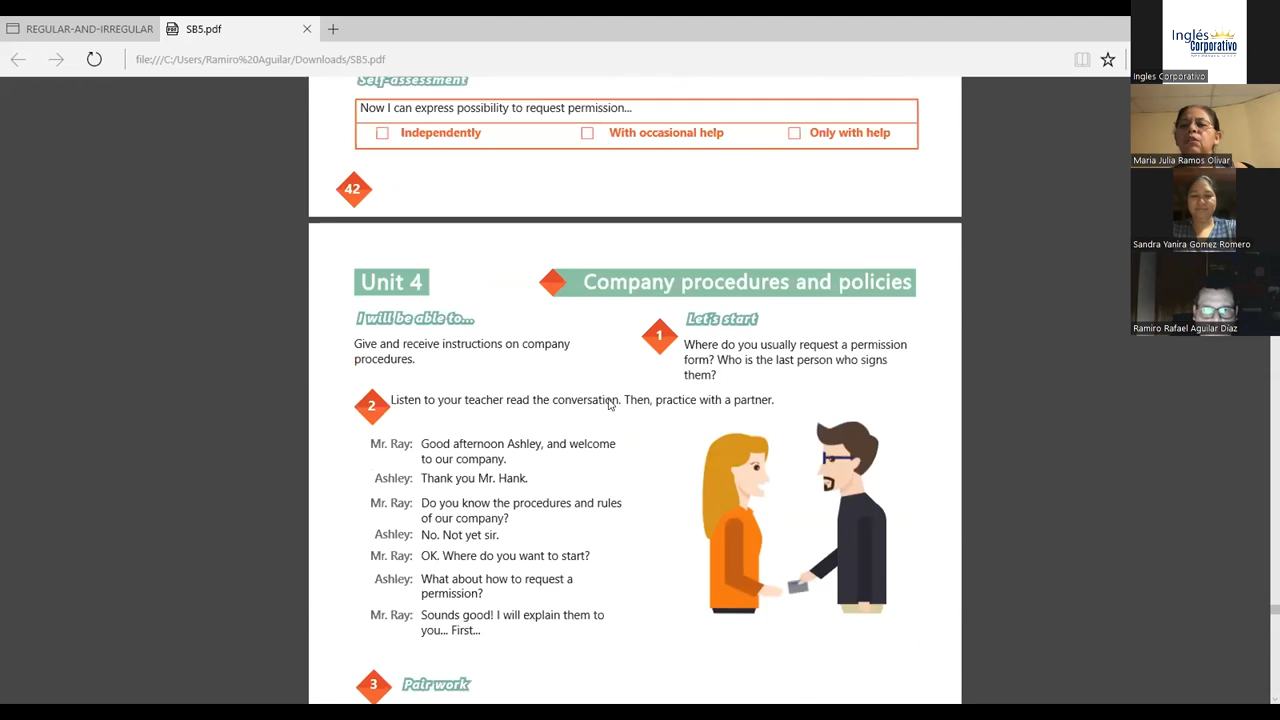 REGULAR-AND-IRREGULAR
SB5.pdf
file:///C:/Users/Ramiro%20Aguilar/Downloads/SB5.pdf
Self-assessment
Now I can express possibility to request permission...
Independently
With occasional help
Only with help
42
Unit 4
Company procedures and policies
I will be able to...
Give and receive instructions on company
procedures.
1
Let's start
Where do you usually request a permission
form? Who is the last person who signs
them?
2
Listen to your teacher read the conversation. Then, practice with a partner.
Mr. Ray: Good afternoon Ashley, and welcome
to our company.
Ashley: Thank you Mr. Hank.
Mr. Ray: Do you know the procedures and rules
of our company?
Ashley: No. Not yet sir.
Mr. Ray: OK. Where do you want to start?
Ashley: What about how to request a
permission?
Mr. Ray: Sounds good! I will explain them to
you... First...
3
Pair work
Inglés
Corporativo
Ingles Corporativo
Maria Julia Ramos Olivar
Sandra Yanira Gomez Romero
Ramiro Rafael Aguilar Díaz